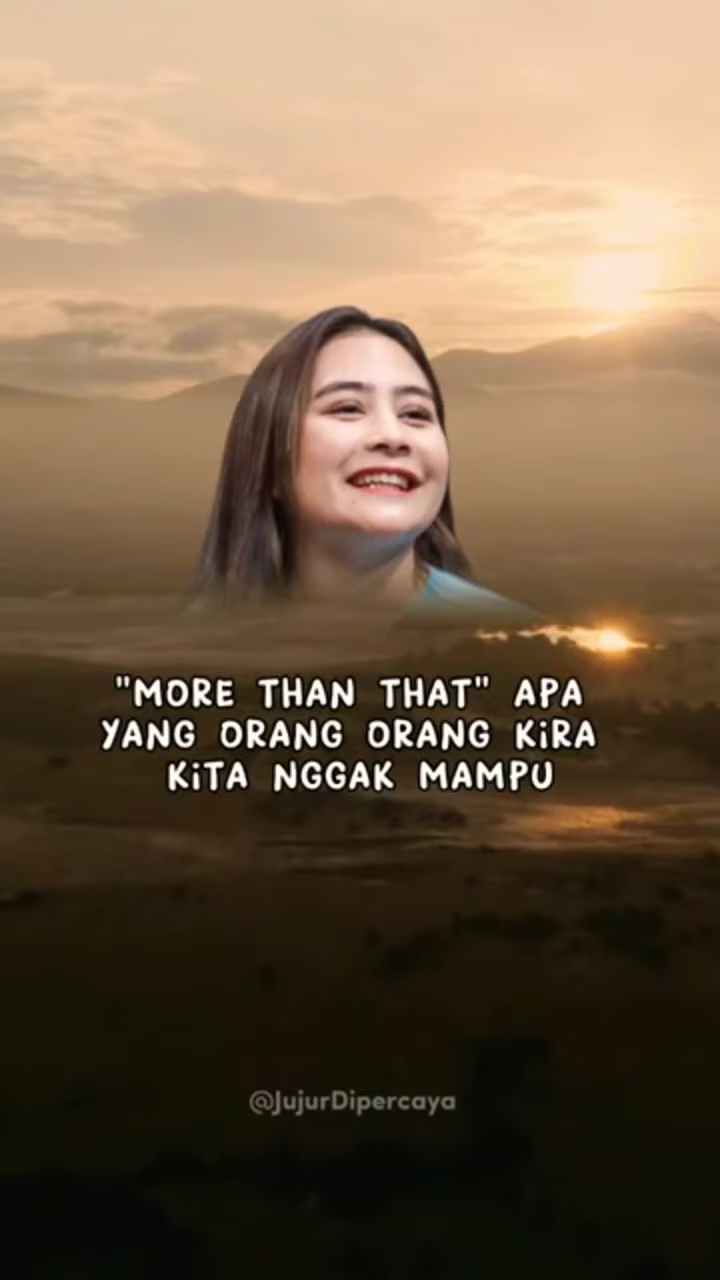 "MORE THAN THAT" APA
YANG ORANG ORANG KiRA
KiTA NGGAK MAMPU
@JujurDipercaya